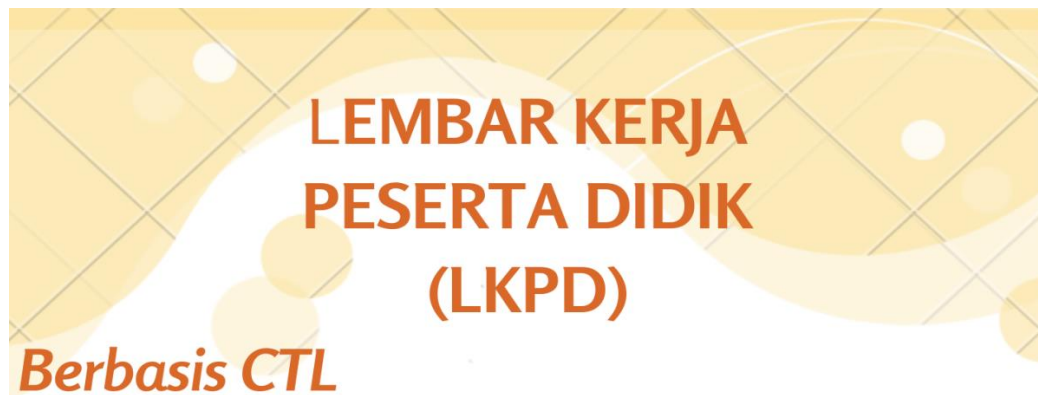 LEMBAR KERJA
PESERTA DIDIK
(LKPD)
Berbasis CTL